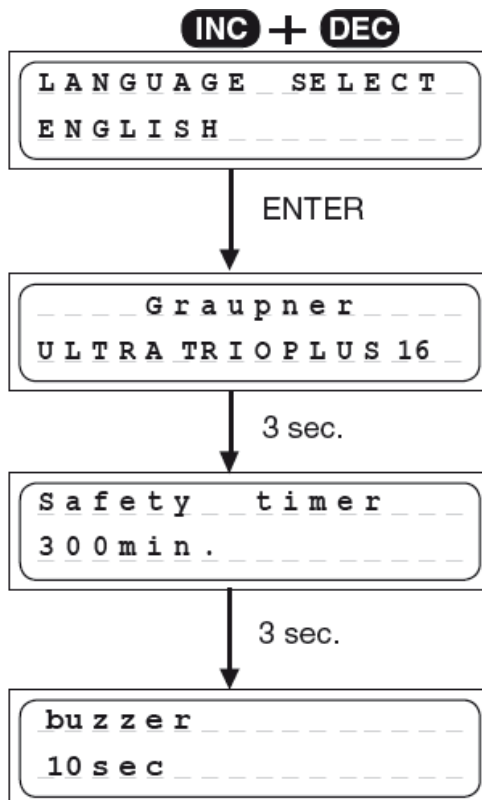 INC + DEC
LANGUAGE SELECT
ENGLISH
ENTER
Graupner
ULTRA TRIOPLUS 16
3 sec.
Safety timer
300min.
3 sec.
buzzer
10sec